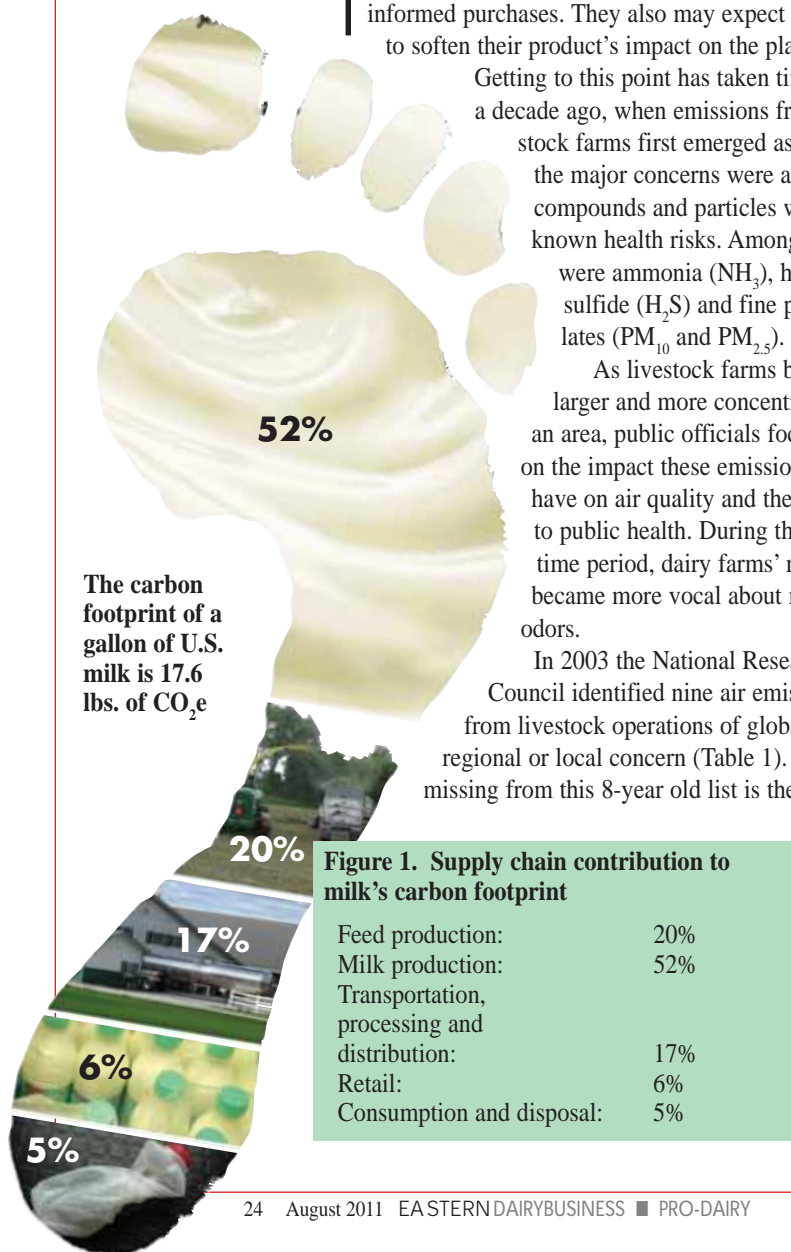 informed purchases. They also may expect
to soften their product's impact on the pla
Getting to this point has taken ti
a decade ago, when emissions fr
stock farms first emerged as
the major concerns were a
compounds and particles w
known health risks. Among
were ammonia (NH3), h
sulfide (H2S) and fine p
lates (PM10 and PM2.5).
As livestock farms b
larger and more concent
an area, public officials foc
on the impact these emissio
have on air quality and the
to public health. During th
time period, dairy farms'
became more vocal about
odors.
In 2003 the National Resea
Council identified nine air emis
from livestock operations of globa
regional or local concern (Table 1).
missing from this 8-year old list is the
52%
The carbon
footprint of a
gallon of U.S.
milk is 17.6
lbs. of CO2e
20%
17%
6%
5%
Figure 1. Supply chain contribution to
milk's carbon footprint
Feed production: 20%
Milk production: 52%
Transportation,
processing and
distribution: 17%
Retail: 6%
Consumption and disposal: 5%
24 August 2011 EASTERN DAIRYBUSINESS ■ PRO-DAIRY